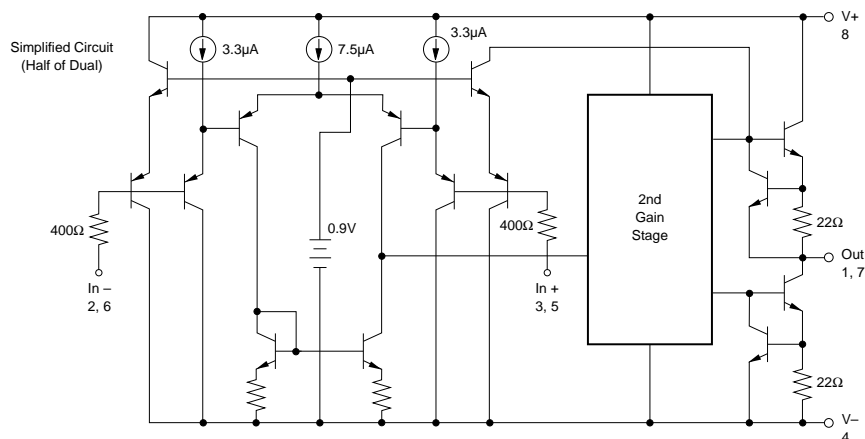 V+
8
Simplified Circuit
(Half of Dual)
3.3µA
7.5µA
3.3µA
2nd
Gain
Stage
400Ω
0.9V
400Ω
22Ω
In –
2, 6
In +
3, 5
Out
1, 7
22Ω
V–
4